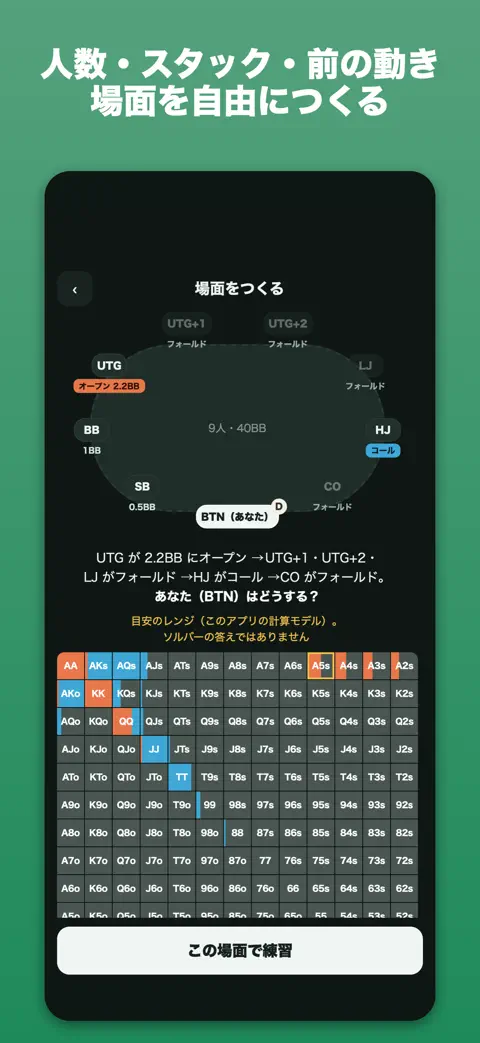 人数・スタック・前の動き
場面を自由につくる
‹
場面をつくる
UTG+1
フォールド
UTG+2
フォールド
UTG
オープン 2.2BB
LJ
フォールド
BB
1BB
9人・40BB
HJ
コール
SB
0.5BB
CO
フォールド
BTN（あなた）
D
UTG が 2.2BB にオープン →UTG+1・UTG+2・
LJ がフォールド →HJ がコール →CO がフォールド。
あなた（BTN）はどうする？
目安のレンジ（このアプリの計算モデル）。
ソルバーの答えではありません
AA AKs AQs AJs ATs A9s A8s A7s A6s A5s A4s A3s A2s
AKo KK KQs KJs KTs K9s K8s K7s K6s K5s K4s K3s K2s
AQo KQo QQ QJs QTs Q9s Q8s Q7s Q6s Q5s Q4s Q3s Q2s
AJo KJo QJo JJ JTs J9s J8s J7s J6s J5s J4s J3s J2s
ATo KTo QTo JTo TT T9s T8s T7s T6s T5s T4s T3s T2s
A9o K9o Q9o J9o T9o 99 98s 97s 96s 95s 94s 93s 92s
A8o K8o Q8o J8o T8o 98o 88 87s 86s 85s 84s 83s 82s
A7o K7o Q7o J7o T7o 97o 87o 77 76s 75s 74s 73s 72s
A6o K6o Q6o J6o T6o 96o 86o 76o 66 65s 64s 63s 62s
A5o K5o Q5o J5o T5o 95o 85o 75o 65o 55 54s 53s 52s
この場面で練習